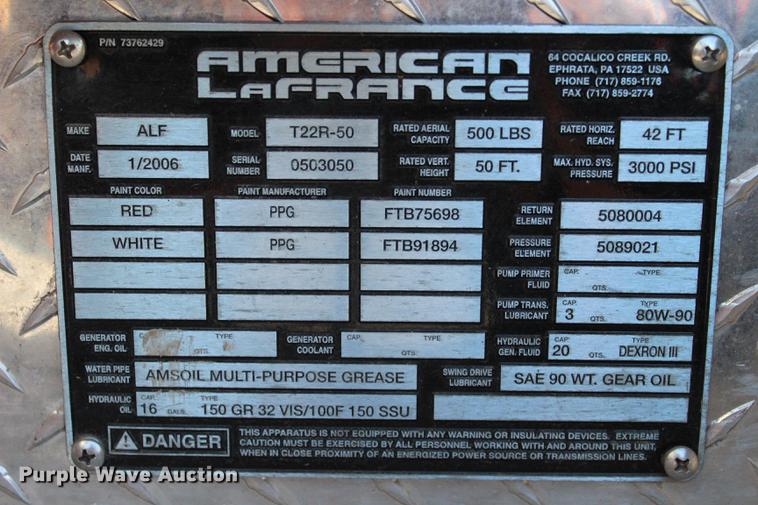 P/N 73762429
AMERICAN
LAFRANCE
64 COCALICO CREEK RD.
EPHRATA, PA 17522 USA
PHONE (717) 859-1176
FAX (717) 859-2774
MAKE ALF MODEL T22R-50 RATED AERIAL CAPACITY 500 LBS RATED HORIZ. REACH 42 FT
DATE MANF. 1/2006 SERIAL NUMBER 0503050 RATED VERT. HEIGHT 50 FT. MAX. HYD. SYS. PRESSURE 3000 PSI
PAINT COLOR PAINT MANUFACTURER PAINT NUMBER
RED PPG FTB75698 RETURN ELEMENT 5080004
WHITE PPG FTB91894 PRESSURE ELEMENT 5089021
PUMP PRIMER FLUID CAP. QTS. TYPE
PUMP TRANS. LUBRICANT CAP. 3 QTS. TYPE 80W-90
GENERATOR ENG. OIL CAP. QTS. TYPE GENERATOR COOLANT CAP. QTS. TYPE HYDRAULIC GEN. FLUID CAP. 20 QTS. TYPE DEXRON III
WATER PIPE LUBRICANT AMSOIL MULTI-PURPOSE GREASE SWING DRIVE LUBRICANT SAE 90 WT. GEAR OIL
HYDRAULIC OIL CAP. 16 GALS. TYPE 150 GR 32 VIS/100F 150 SSU
DANGER
THIS APPARATUS IS NOT EQUIPPED WITH ANY WARNING OR INSULATING DEVICES. EXTREME
CAUTION MUST BE EXERCISED BY ALL PERSONNEL WORKING WITH AND AROUND THIS UNIT,
WHEN IN CLOSE PROXIMITY OF AN ENERGIZED POWER SOURCE OR TRANSMISSION LINES.
Purple Wave Auction